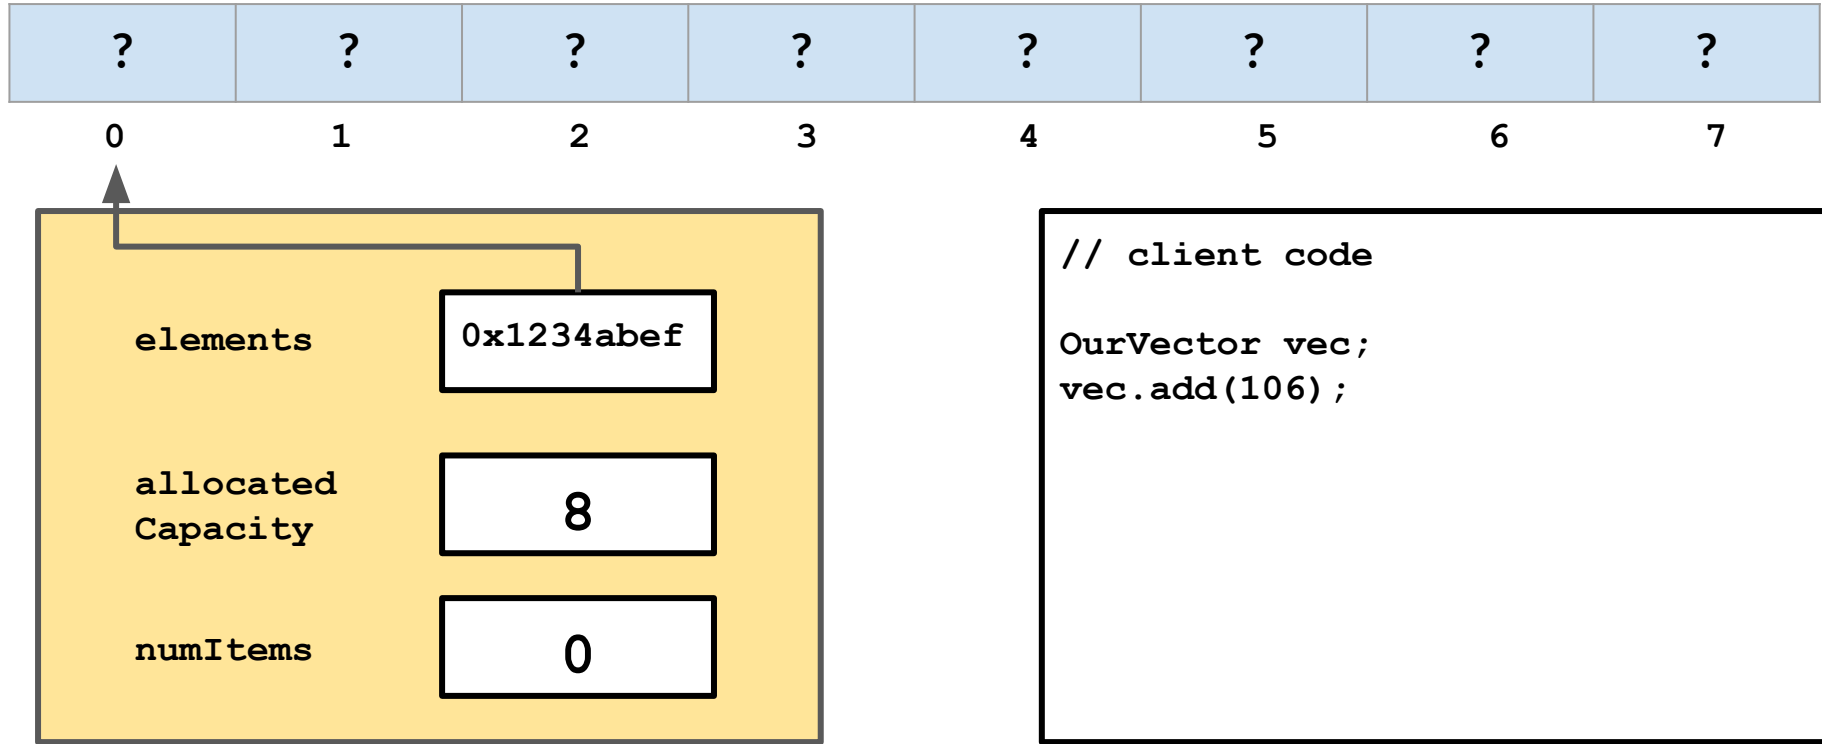 ? ? ? ? ? ? ? ?
0 1 2 3 4 5 6 7
elements 0x1234abef
allocated
Capacity 8
numItems 0
// client code
OurVector vec;
vec.add(106);